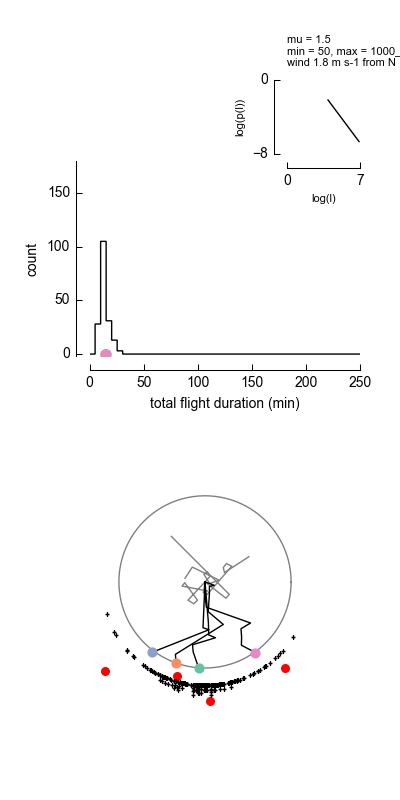 mu = 1.5
min = 50, max = 1000_
wind 1.8 m s-1 from N
0
−8
log(p(l))
0
7
log(l)
150
100
50
0
count
0
50
100
150
200
250
total flight duration (min)